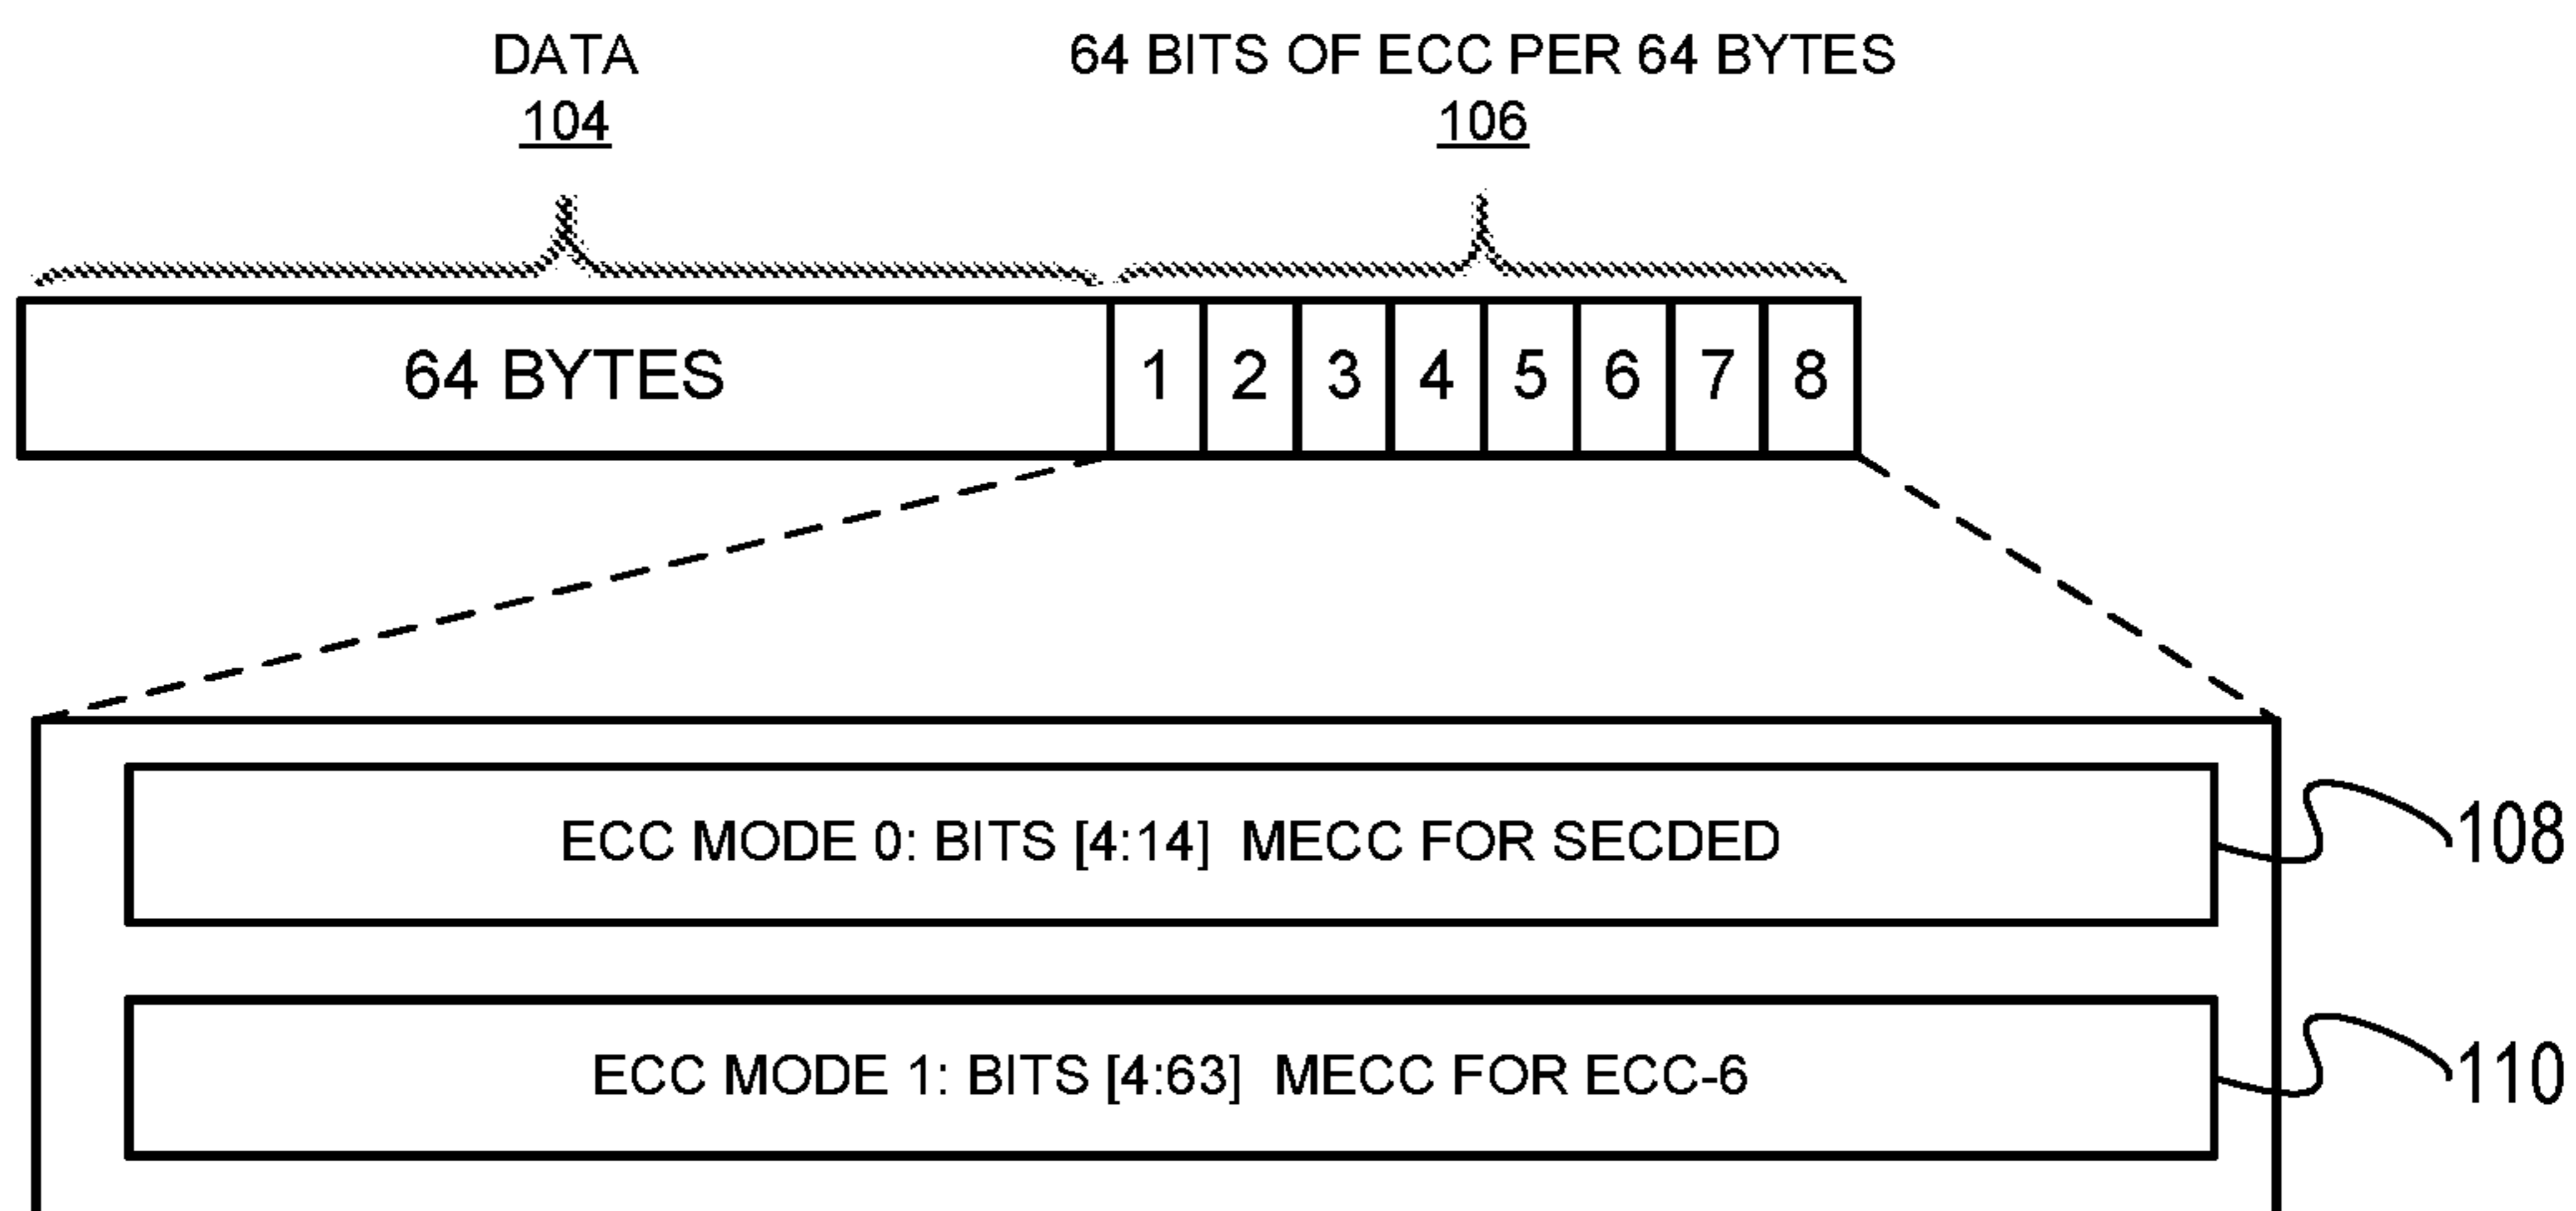 DATA
104
64 BITS OF ECC PER 64 BYTES
106
64 BYTES 1 2 3 4 5 6 7 8
ECC MODE 0: BITS [4:14] MECC FOR SECDED
108
ECC MODE 1: BITS [4:63] MECC FOR ECC-6
110